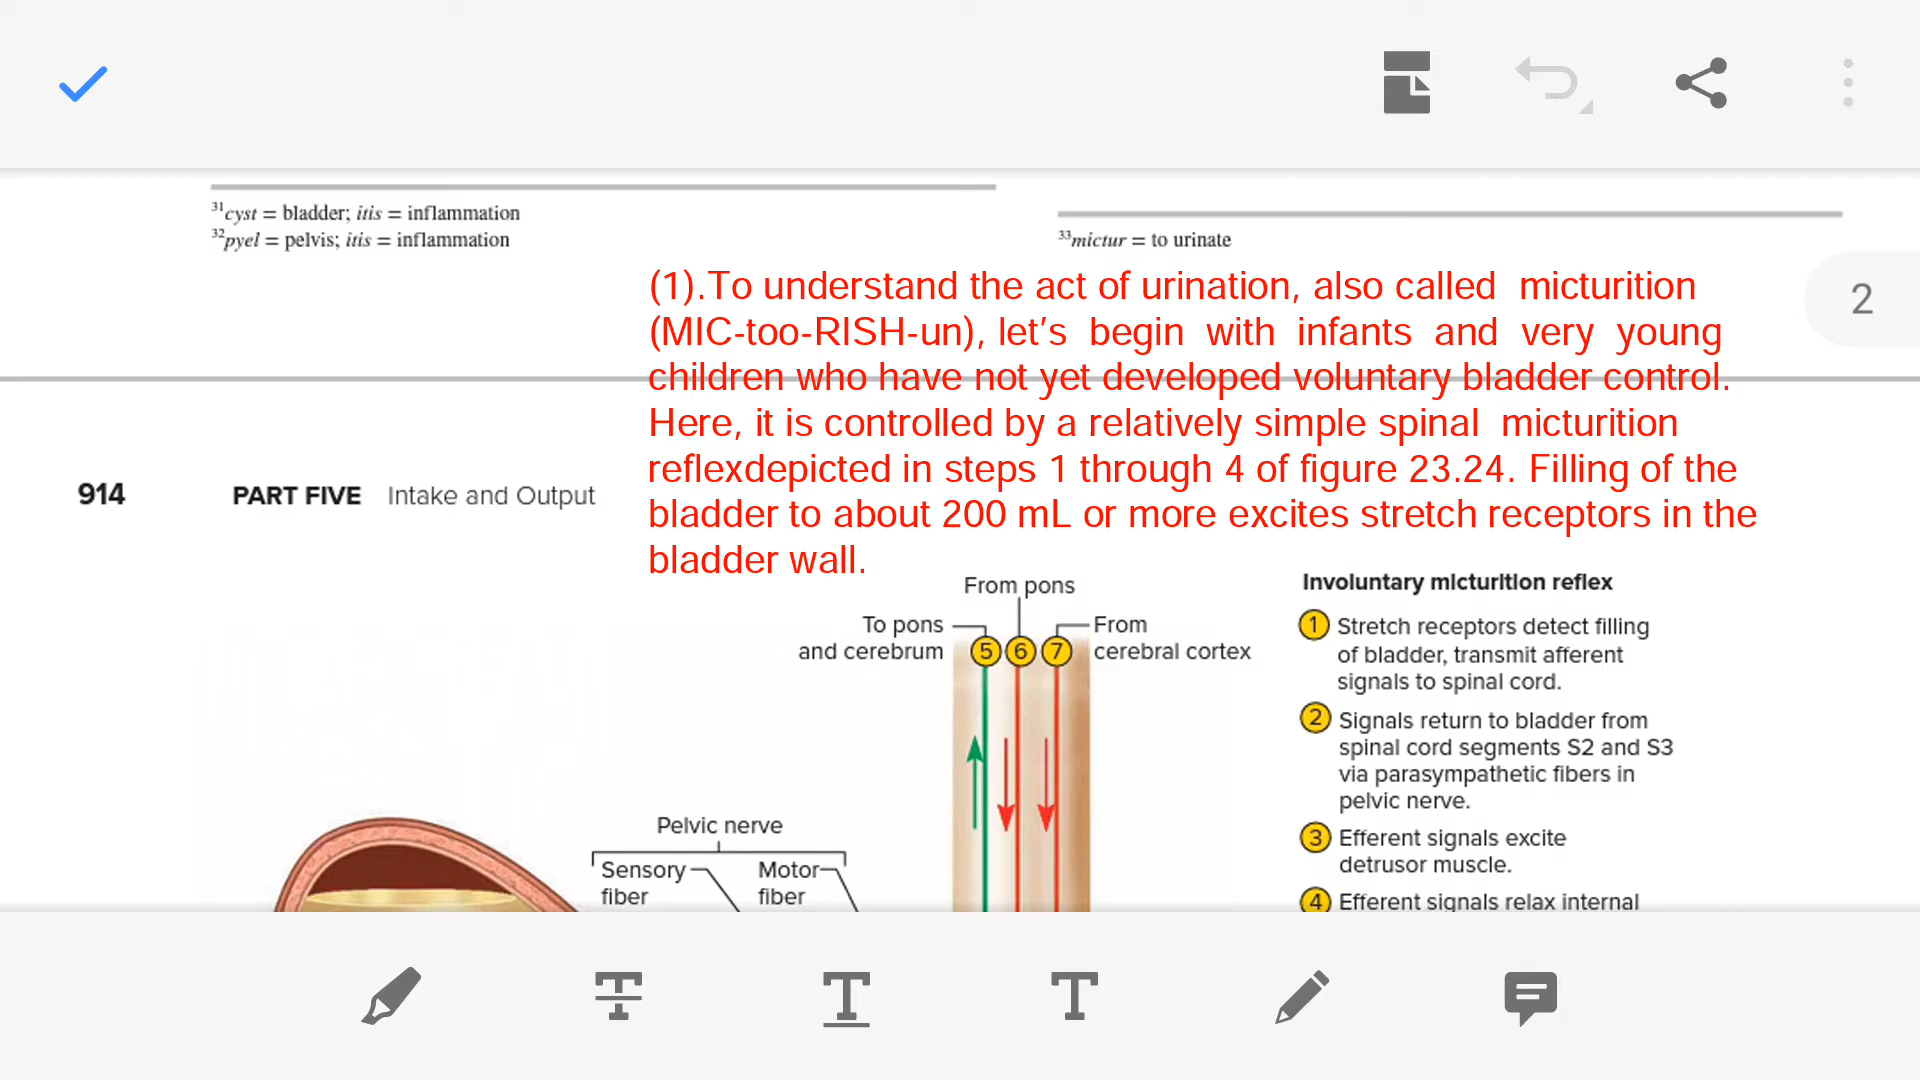 ³¹cyst = bladder; itis = inflammation
³²pyel = pelvis; itis = inflammation
³³mictur = to urinate
(1).To understand the act of urination, also called micturition
(MIC-too-RISH-un), let’s begin with infants and very young
children who have not yet developed voluntary bladder control.
Here, it is controlled by a relatively simple spinal micturition
reflexdepicted in steps 1 through 4 of figure 23.24. Filling of the
bladder to about 200 mL or more excites stretch receptors in the
bladder wall.
2
914 PART FIVE Intake and Output
From pons
To pons
and cerebrum
5 6 7
From
cerebral cortex
Pelvic nerve
Sensory
fiber
Motor
fiber
Involuntary micturition reflex
1 Stretch receptors detect filling
of bladder, transmit afferent
signals to spinal cord.
2 Signals return to bladder from
spinal cord segments S2 and S3
via parasympathetic fibers in
pelvic nerve.
3 Efferent signals excite
detrusor muscle.
4 Efferent signals relax internal